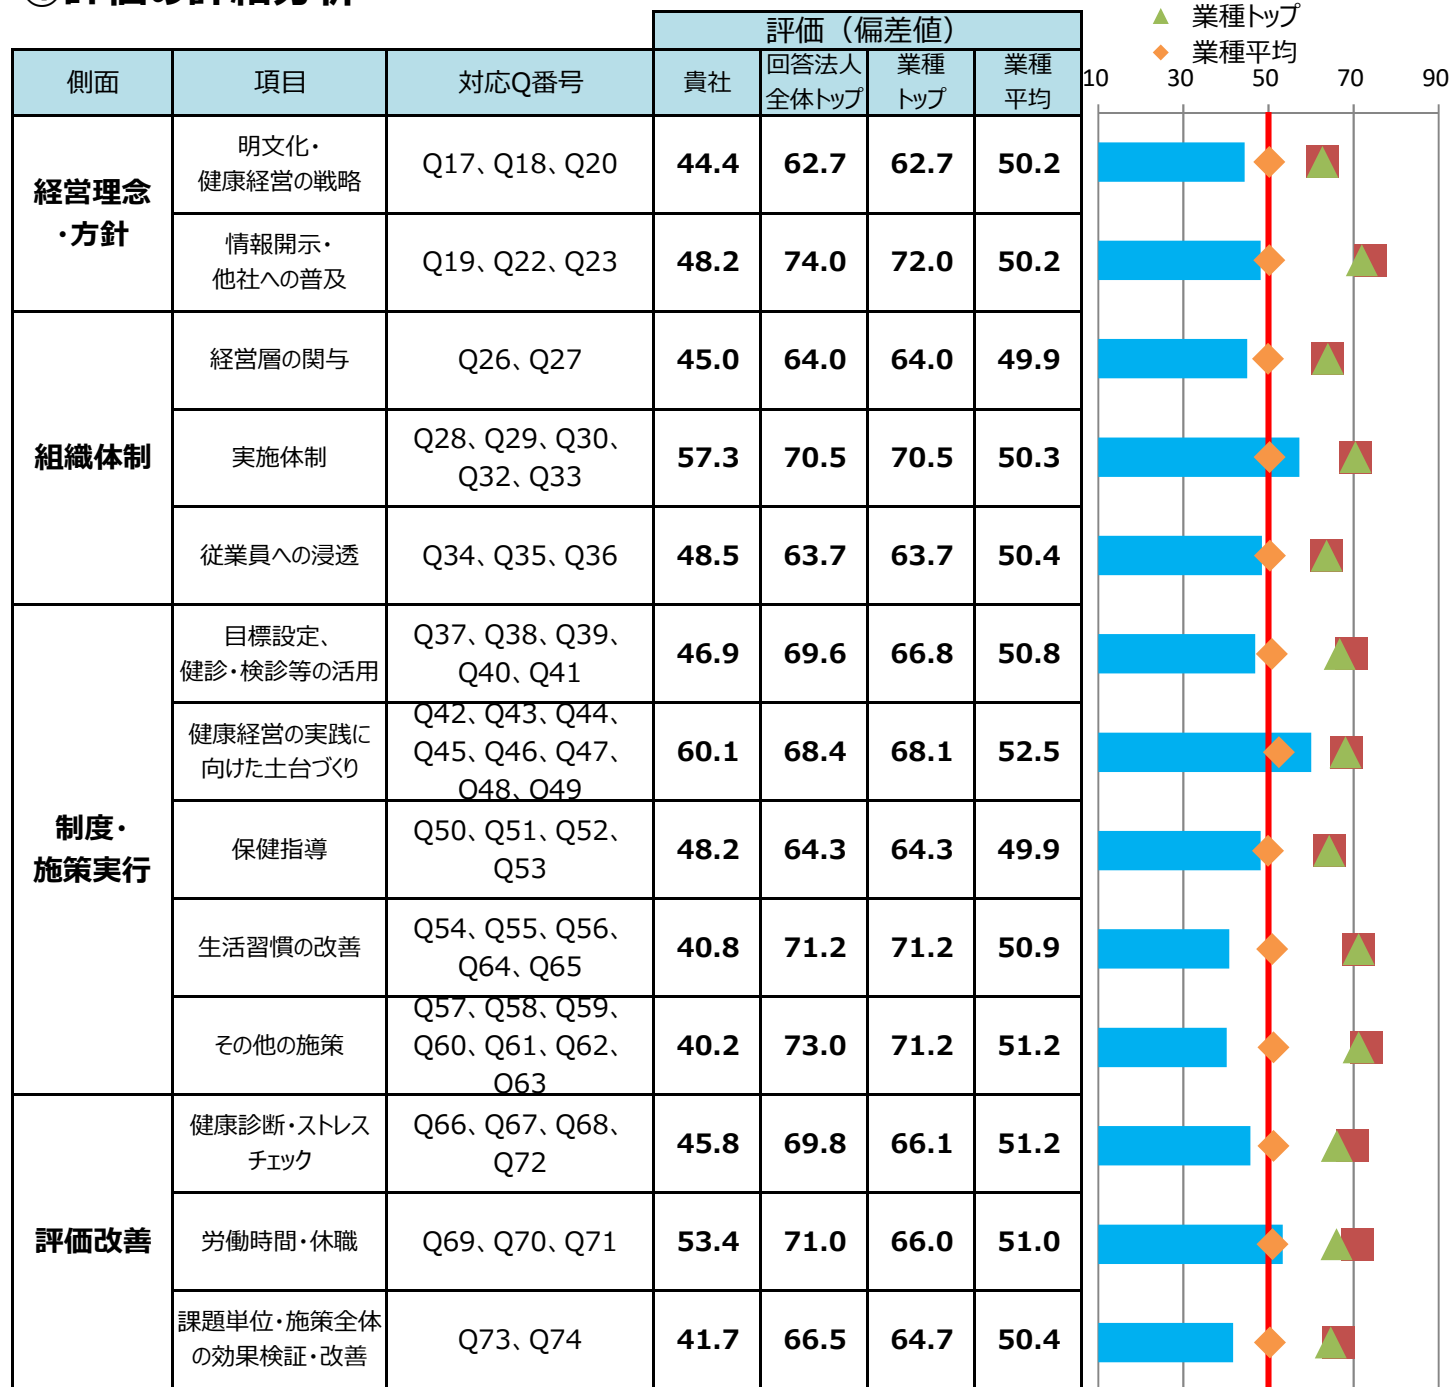 評価（偏差値）
▲ 業種トップ
◆ 業種平均
側面 項目 対応Q番号 貴社 回答法人 業種 業種
全体トップ トップ 平均
10 30 50 70 90
経営理念
・方針
明文化・
健康経営の戦略
Q17、Q18、Q20 44.4 62.7 62.7 50.2
情報開示・
他社への普及
Q19、Q22、Q23 48.2 74.0 72.0 50.2
組織体制
経営層の関与 Q26、Q27 45.0 64.0 64.0 49.9
実施体制
Q28、Q29、Q30、
Q32、Q33
57.3 70.5 70.5 50.3
従業員への浸透 Q34、Q35、Q36 48.5 63.7 63.7 50.4
制度・
施策実行
目標設定、
健診・検診等の活用
Q37、Q38、Q39、
Q40、Q41
46.9 69.6 66.8 50.8
健康経営の実践に
向けた土台づくり
Q42、Q43、Q44、
Q45、Q46、Q47、
Q48、Q49
60.1 68.4 68.1 52.5
保健指導
Q50、Q51、Q52、
Q53
48.2 64.3 64.3 49.9
生活習慣の改善
Q54、Q55、Q56、
Q64、Q65
40.8 71.2 71.2 50.9
その他の施策
Q57、Q58、Q59、
Q60、Q61、Q62、
Q63
40.2 73.0 71.2 51.2
評価改善
健康診断・ストレス
チェック
Q66、Q67、Q68、
Q72
45.8 69.8 66.1 51.2
労働時間・休職 Q69、Q70、Q71 53.4 71.0 66.0 51.0
課題単位・施策全体
の効果検証・改善
Q73、Q74 41.7 66.5 64.7 50.4